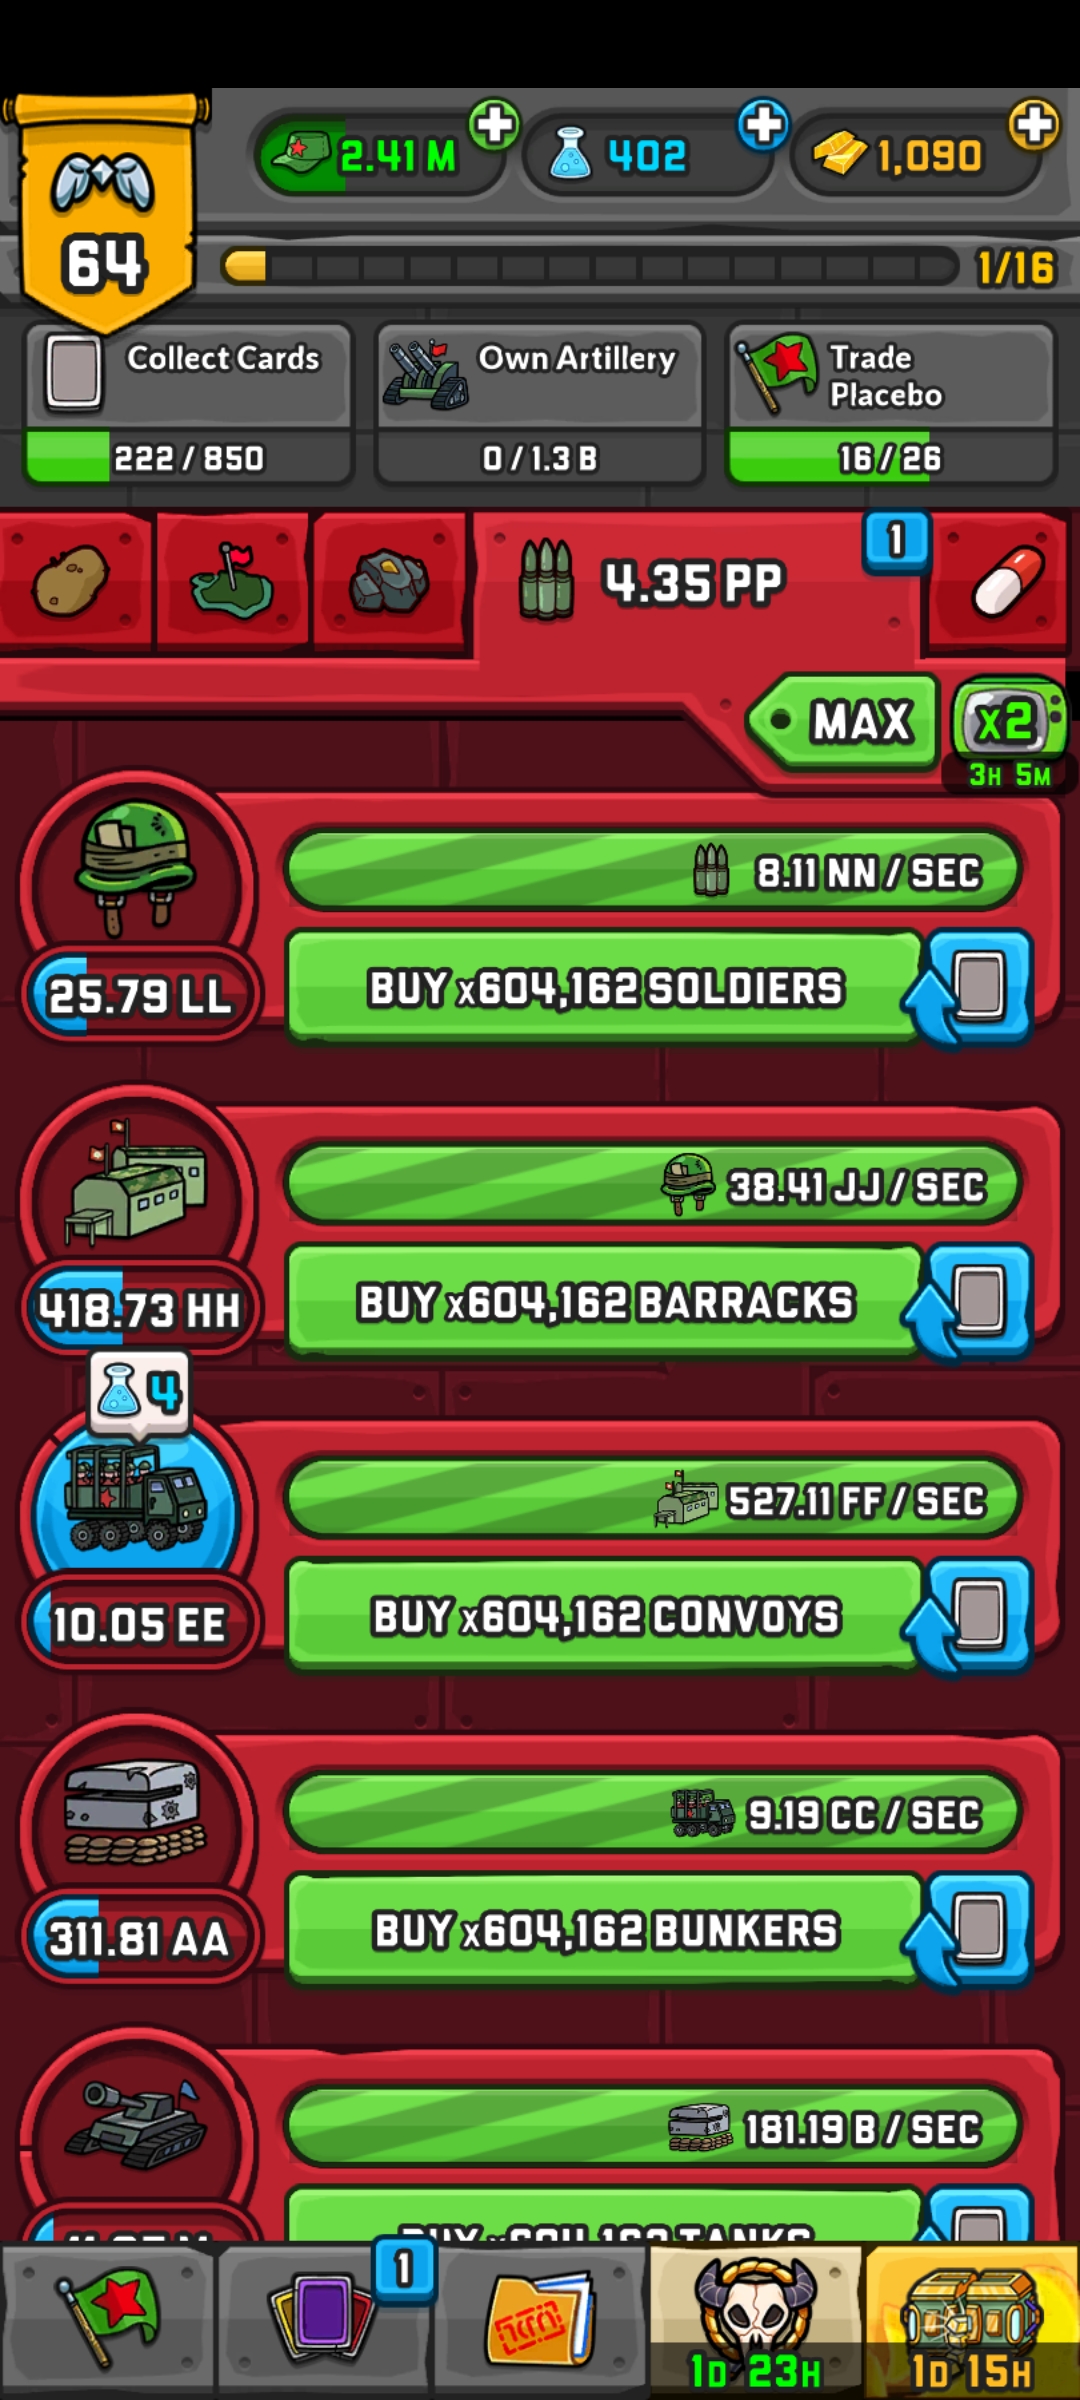 64
2.41 M
402
1,090
1/16
Collect Cards
222 / 850
Own Artillery
0 / 1.3 B
Trade
Placebo
16 / 26
4.35 PP
1
MAX
x2
3H 5M
8.11 NN / SEC
25.79 LL
BUY x604,162 SOLDIERS
38.41 JJ / SEC
418.73 HH
BUY x604,162 BARRACKS
4
527.11 FF / SEC
10.05 EE
BUY x604,162 CONVOYS
9.19 CC / SEC
311.81 AA
BUY x604,162 BUNKERS
181.19 B / SEC
BUY x604,162 TANKS
1
1D 23H
1D 15H